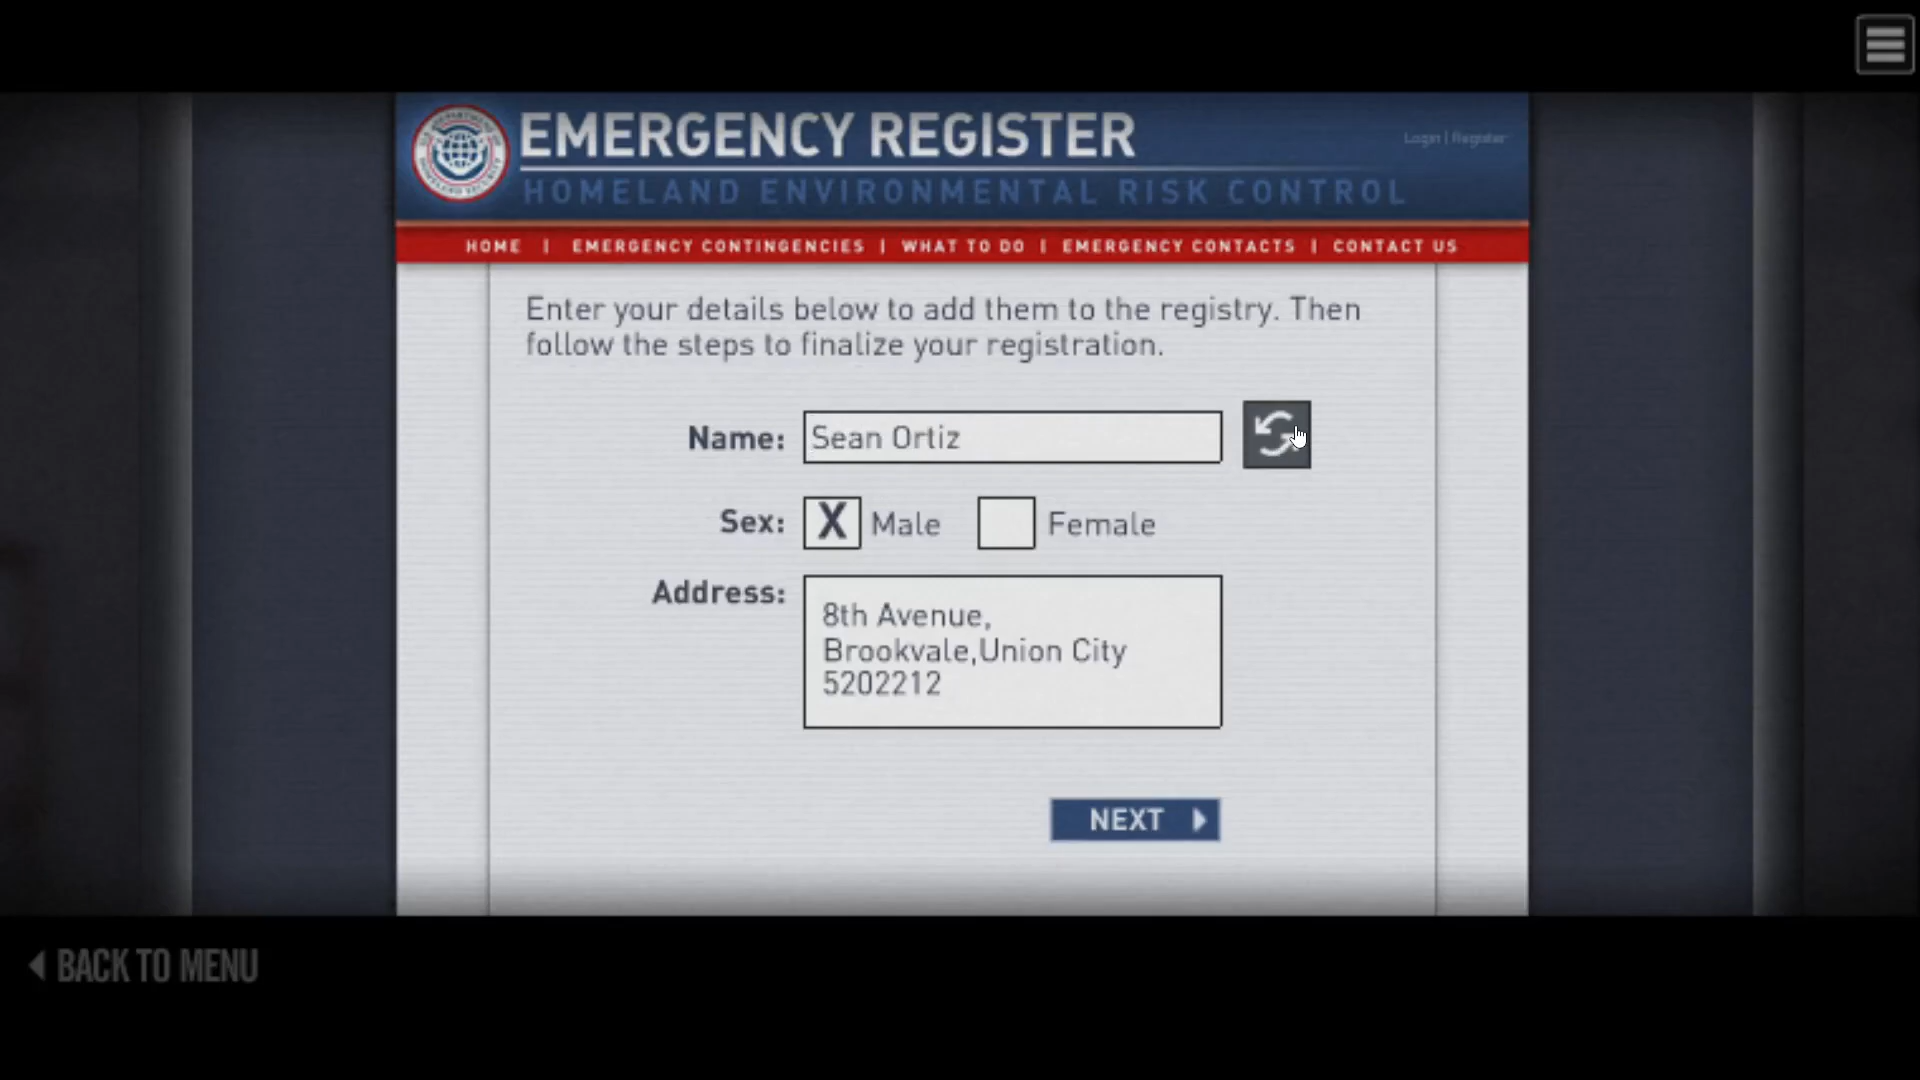 EMERGENCY REGISTER
Login | Register
HOMELAND ENVIRONMENTAL RISK CONTROL
HOME | EMERGENCY CONTINGENCIES | WHAT TO DO | EMERGENCY CONTACTS | CONTACT US
Enter your details below to add them to the registry. Then
follow the steps to finalize your registration.
Name: Sean Ortiz
Sex: X Male Female
Address:
8th Avenue,
Brookvale,Union City
5202212
NEXT
BACK TO MENU